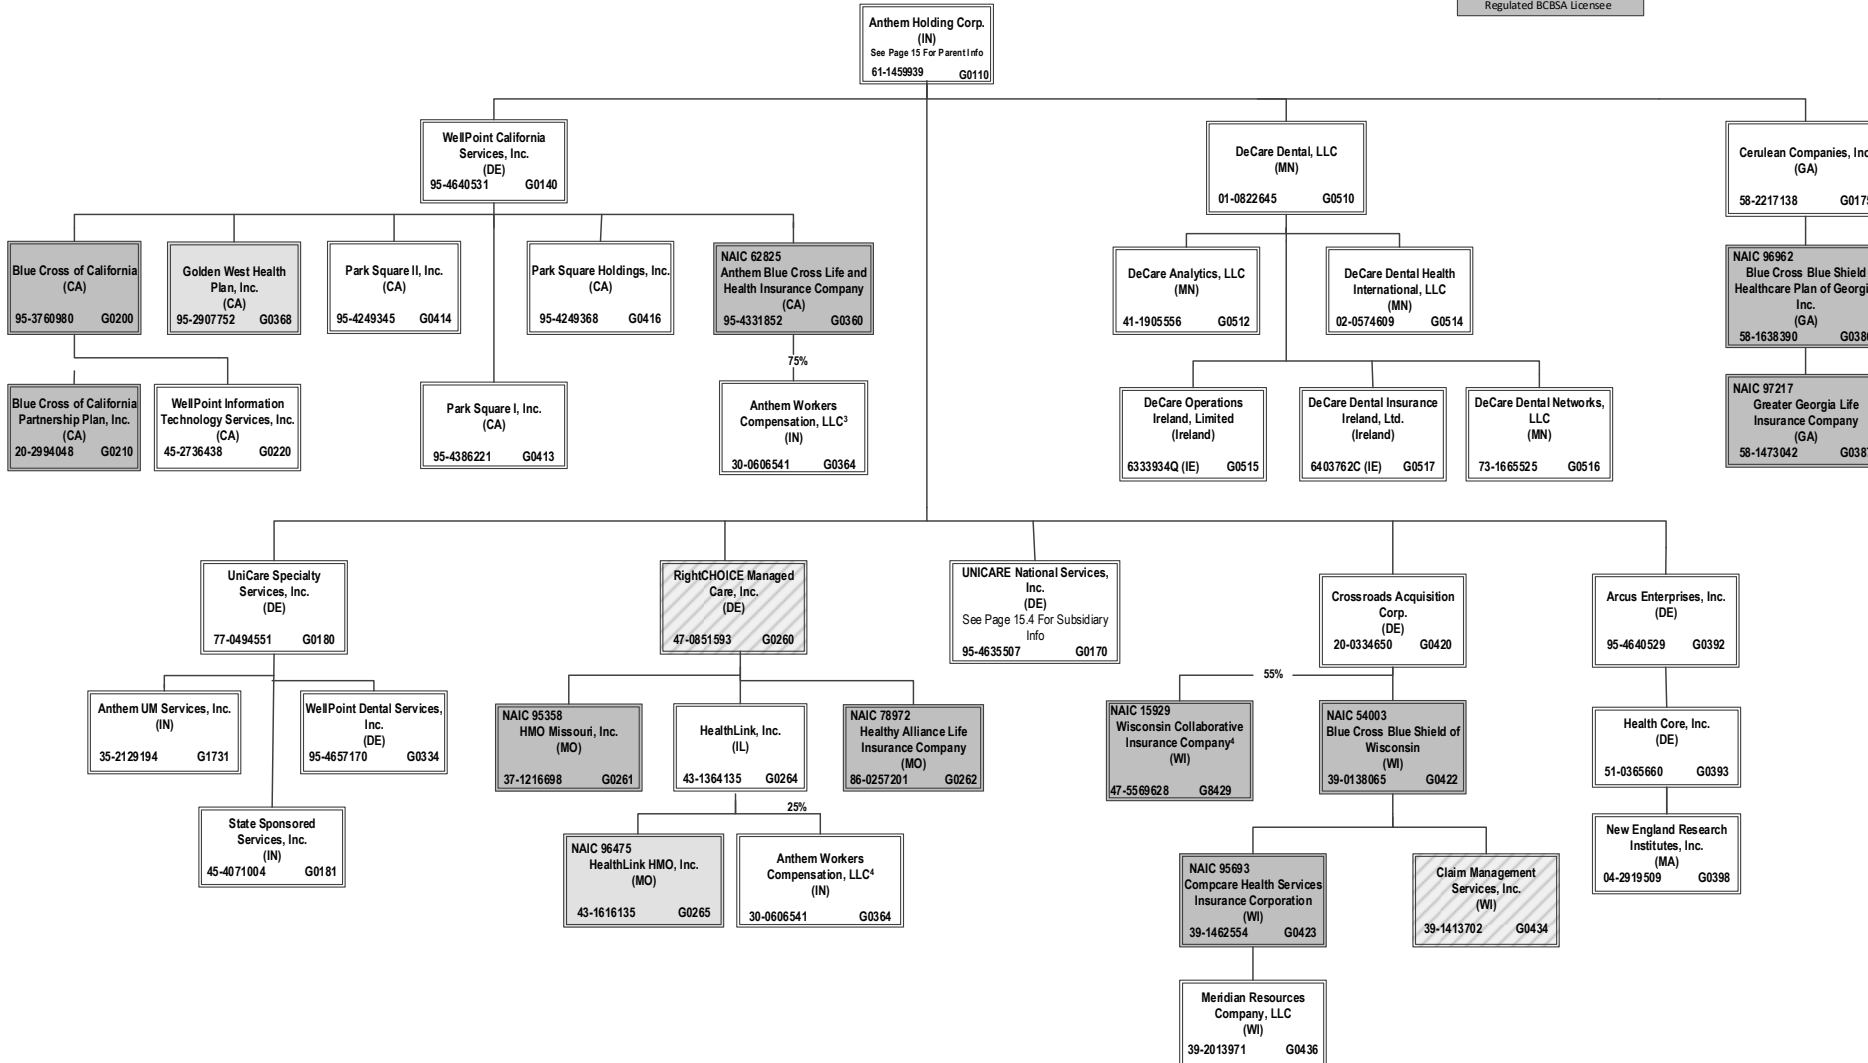 Regulated BCBSA Licensee
Anthem Holding Corp.
(IN)
See Page 15 For Parent Info
61-1459939 G0110
WellPoint California
Services, Inc.
(DE)
95-4640531 G0140
DeCare Dental, LLC
(MN)
01-0822645 G0510
Cerulean Companies, Inc
(GA)
58-2217138 G0175
Blue Cross of California
(CA)
95-3760980 G0200
Golden West Health
Plan, Inc.
(CA)
95-2907752 G0368
Park Square II, Inc.
(CA)
95-4249345 G0414
Park Square Holdings, Inc.
(CA)
95-4249368 G0416
NAIC 62825
Anthem Blue Cross Life and
Health Insurance Company
(CA)
95-4331852 G0360
DeCare Analytics, LLC
(MN)
41-1905556 G0512
DeCare Dental Health
International, LLC
(MN)
02-0574609 G0514
NAIC 96962
Blue Cross Blue Shield
Healthcare Plan of Georgia
Inc.
(GA)
58-1638390 G0380
75%
Blue Cross of California
Partnership Plan, Inc.
(CA)
20-2994048 G0210
WellPoint Information
Technology Services, Inc.
(CA)
45-2736438 G0220
Park Square I, Inc.
(CA)
95-4386221 G0413
Anthem Workers
Compensation, LLC³
(IN)
30-0606541 G0364
DeCare Operations
Ireland, Limited
(Ireland)
6333934Q (IE) G0515
DeCare Dental Insurance
Ireland, Ltd.
(Ireland)
6403762C (IE) G0517
DeCare Dental Networks,
LLC
(MN)
73-1665525 G0516
NAIC 97217
Greater Georgia Life
Insurance Company
(GA)
58-1473042 G0387
UniCare Specialty
Services, Inc.
(DE)
77-0494551 G0180
RightCHOICE Managed
Care, Inc.
(DE)
47-0851593 G0260
UNICARE National Services,
Inc.
(DE)
See Page 15.4 For Subsidiary
Info
95-4635507 G0170
Crossroads Acquisition
Corp.
(DE)
20-0334650 G0420
Arcus Enterprises, Inc.
(DE)
95-4640529 G0392
55%
Anthem UM Services, Inc.
(IN)
35-2129194 G1731
WellPoint Dental Services,
Inc.
(DE)
95-4657170 G0334
NAIC 95358
HMO Missouri, Inc.
(MO)
37-1216698 G0261
HealthLink, Inc.
(IL)
43-1364135 G0264
NAIC 78972
Healthy Alliance Life
Insurance Company
(MO)
86-0257201 G0262
NAIC 15929
Wisconsin Collaborative
Insurance Company⁴
(WI)
47-5569628 G8429
NAIC 54003
Blue Cross Blue Shield of
Wisconsin
(WI)
39-0138065 G0422
Health Core, Inc.
(DE)
51-0365660 G0393
State Sponsored
Services, Inc.
(IN)
45-4071004 G0181
25%
NAIC 96475
HealthLink HMO, Inc.
(MO)
43-1616135 G0265
Anthem Workers
Compensation, LLC⁴
(IN)
30-0606541 G0364
NAIC 95693
Compcare Health Services
Insurance Corporation
(WI)
39-1462554 G0423
Claim Management
Services, Inc.
(WI)
39-1413702 G0434
New England Research
Institutes, Inc.
(MA)
04-2919509 G0398
Meridian Resources
Company, LLC
(WI)
39-2013971 G0436